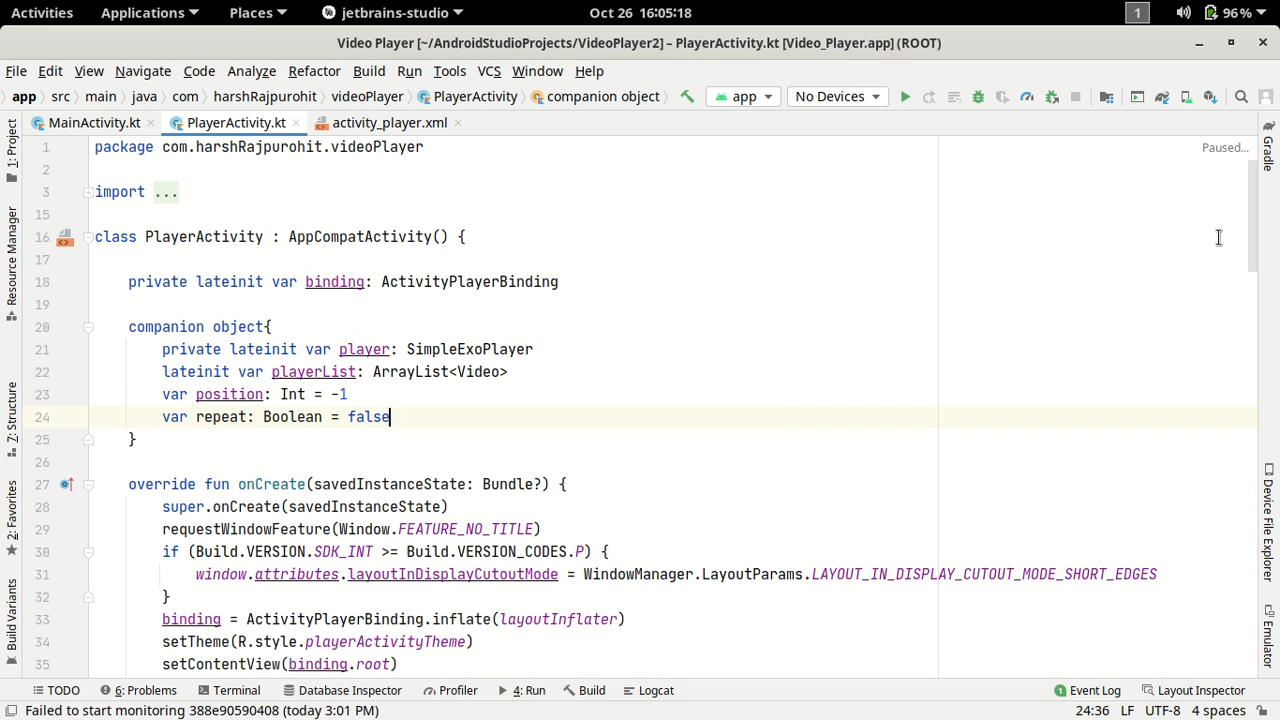 Activities Applications Places jetbrains-studio Oct 26 16:05:18 1 96%
Video Player [~/AndroidStudioProjects/VideoPlayer2] – PlayerActivity.kt [Video_Player.app] (ROOT)
File Edit View Navigate Code Analyze Refactor Build Run Tools VCS Window Help
app src main java com harshRajpurohit videoPlayer PlayerActivity companion object app No Devices
MainActivity.kt PlayerActivity.kt activity_player.xml
1 package com.harshRajpurohit.videoPlayer
Paused...
2
3 import ...
15
16 class PlayerActivity : AppCompatActivity() {
17
18 private lateinit var binding: ActivityPlayerBinding
19
20 companion object{
21 private lateinit var player: SimpleExoPlayer
22 lateinit var playerList: ArrayList<Video>
23 var position: Int = -1
24 var repeat: Boolean = false
25 }
26
27 override fun onCreate(savedInstanceState: Bundle?) {
28 super.onCreate(savedInstanceState)
29 requestWindowFeature(Window.FEATURE_NO_TITLE)
30 if (Build.VERSION.SDK_INT >= Build.VERSION_CODES.P) {
31 window.attributes.layoutInDisplayCutoutMode = WindowManager.LayoutParams.LAYOUT_IN_DISPLAY_CUTOUT_MODE_SHORT_EDGES
32 }
33 binding = ActivityPlayerBinding.inflate(layoutInflater)
34 setTheme(R.style.playerActivityTheme)
35 setContentView(binding.root)
1: Project
Resource Manager
7: Structure
2: Favorites
Build Variants
Gradle
Device File Explorer
Emulator
TODO 6: Problems Terminal Database Inspector Profiler 4: Run Build Logcat 1 Event Log Layout Inspector
Failed to start monitoring 388e90590408 (today 3:01 PM) 24:36 LF UTF-8 4 spaces